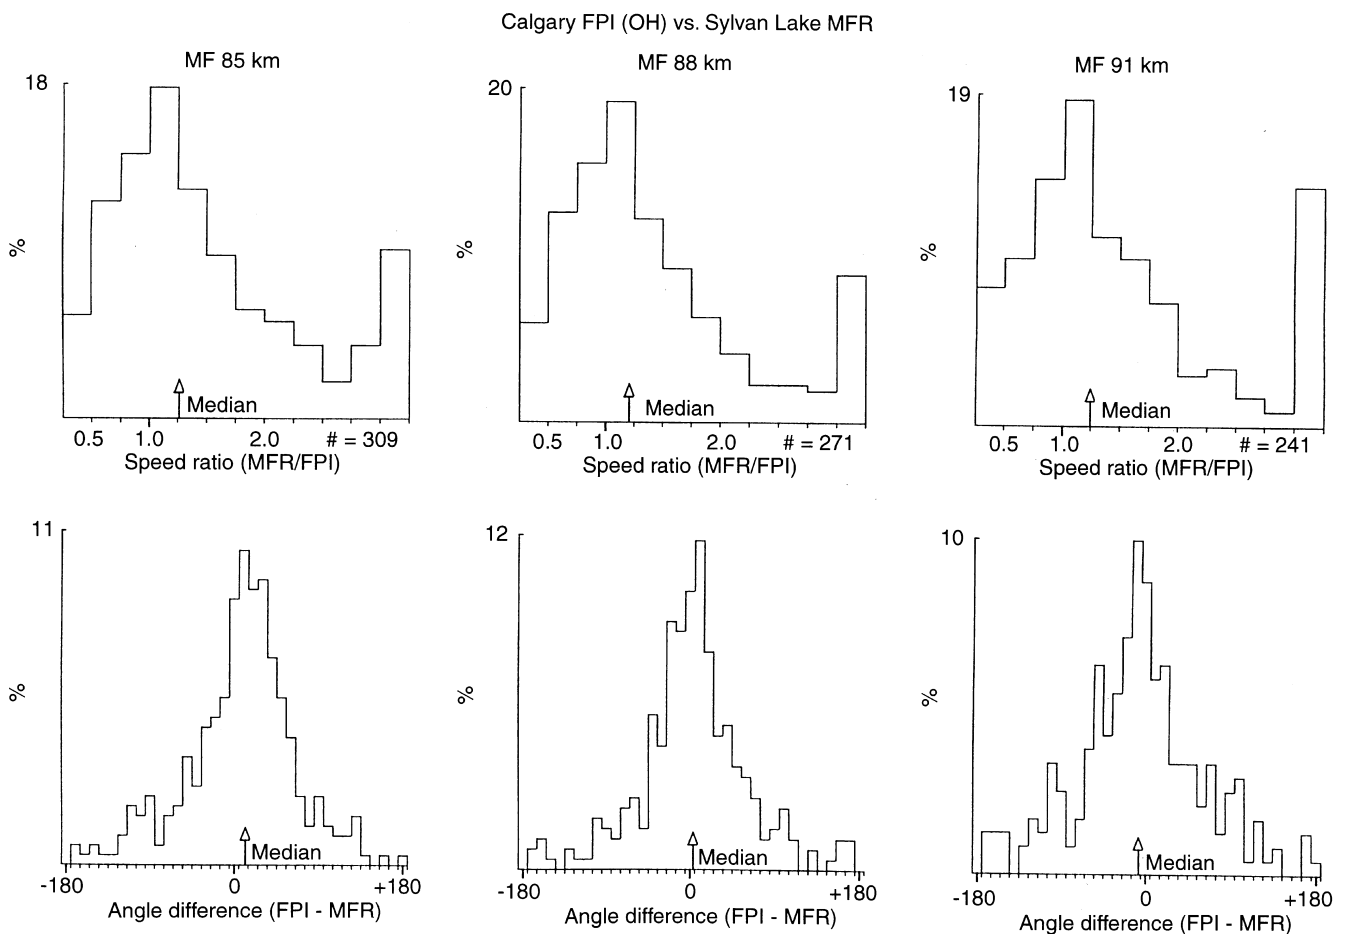 Calgary FPI (OH) vs. Sylvan Lake MFR
MF 85 km
18
%
Median
0.5 1.0 2.0 # = 309
Speed ratio (MFR/FPI)
MF 88 km
20
%
Median
0.5 1.0 2.0 # = 271
Speed ratio (MFR/FPI)
MF 91 km
19
%
Median
0.5 1.0 2.0 # = 241
Speed ratio (MFR/FPI)
11
%
Median
-180 0 +180
Angle difference (FPI - MFR)
12
%
Median
-180 0 +180
Angle difference (FPI - MFR)
10
%
Median
-180 0 +180
Angle difference (FPI - MFR)